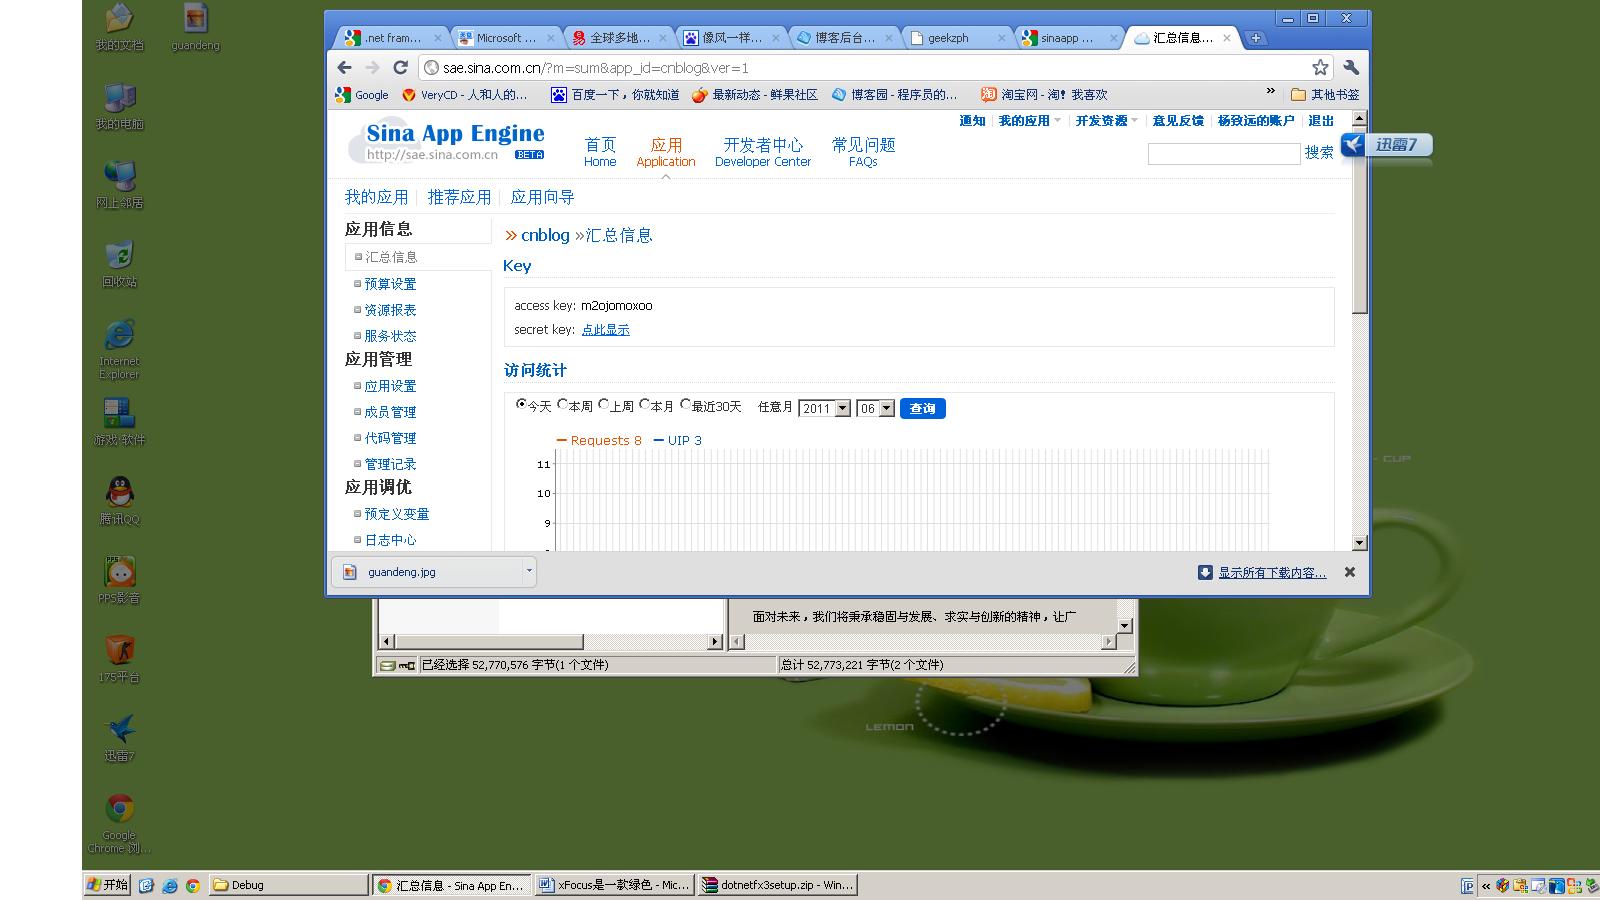 我的文档
guandeng
我的电脑
网上邻居
回收站
Internet
Explorer
游戏·软件
腾讯QQ
PPS影音
175平台
迅雷7
Google
Chrome 浏...
.net fram...
Microsoft ...
全球多地...
像风一样...
博客后台...
geekzph
sinaapp ...
汇总信息...
sae.sina.com.cn/?m=sum&app_id=cnblog&ver=1
Google
VeryCD - 人和人的...
百度一下，你就知道
最新动态 - 鲜果社区
博客园 - 程序员的...
淘宝网 - 淘！我喜欢
»
其他书签
通知 我的应用 开发资源 意见反馈 杨致远的账户 退出
Sina App Engine
http://sae.sina.com.cn BETA
首页 应用 开发者中心 常见问题
Home Application Developer Center FAQs
搜索
迅雷7
我的应用 推荐应用 应用向导
应用信息
汇总信息
预算设置
资源报表
服务状态
应用管理
应用设置
成员管理
代码管理
管理记录
应用调优
预定义变量
日志中心
» cnblog »汇总信息
Key
access key: m2ojomoxoo
secret key: 点此显示
访问统计
今天 本周 上周 本月 最近30天 任意月 2011 06 查询
Requests 8 UIP 3
11
10
9
guandeng.jpg
显示所有下载内容...
面对未来，我们将秉承稳固与发展、求实与创新的精神，让广
已经选择 52,770,576 字节(1 个文件)
总计 52,773,221 字节(2 个文件)
- CUP
LEMON
开始
Debug
汇总信息 - Sina App En...
xFocus是一款绿色 - Mic...
dotnetfx3setup.zip - Win...
«